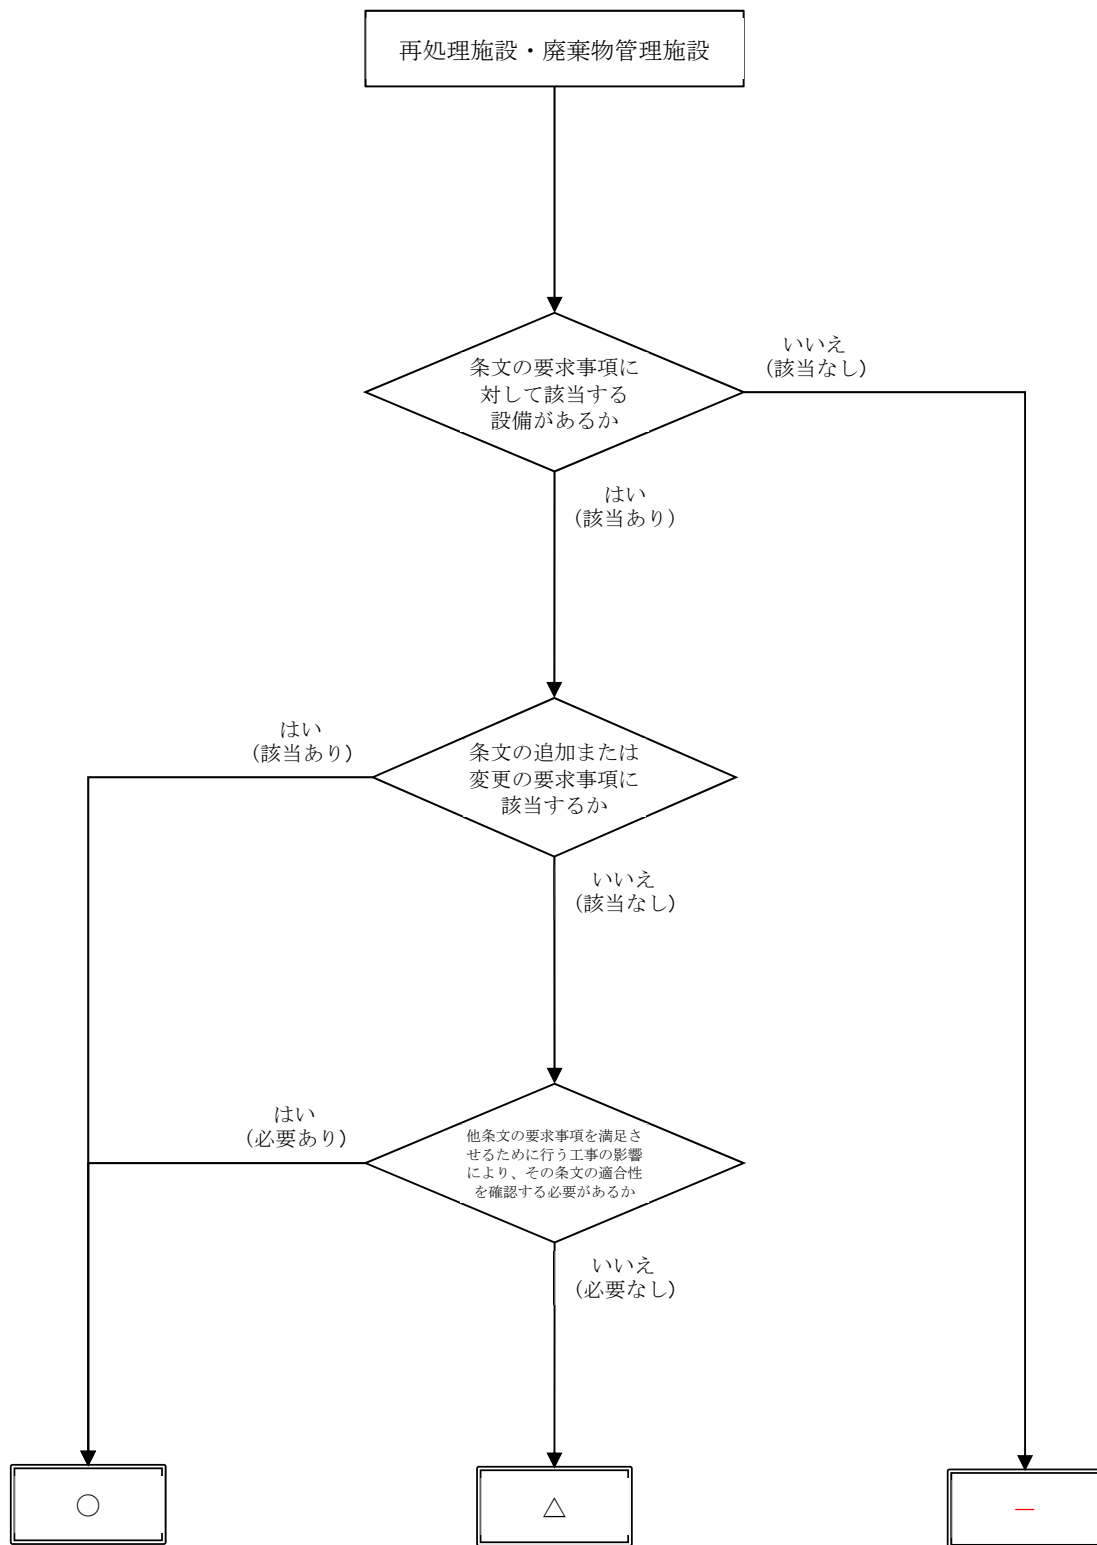 再処理施設・廃棄物管理施設
条文の要求事項に
対して該当する
設備があるか
いいえ
(該当なし)
はい
(該当あり)
条文の追加または
変更の要求事項に
該当するか
はい
(該当あり)
いいえ
(該当なし)
他条文の要求事項を満足さ
せるために行う工事の影響
により、その条文の適合性
を確認する必要があるか
はい
(必要あり)
いいえ
(必要なし)
○
△
―